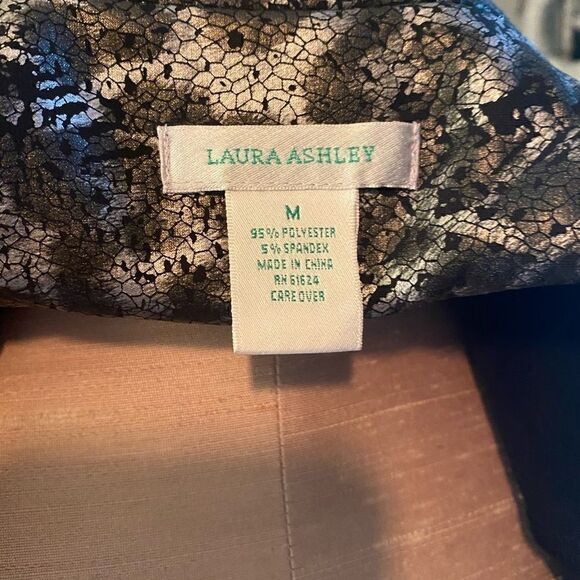 LAURA ASHLEY
M
95% POLYESTER
5% SPANDEX
MADE IN CHINA
RN 61624
CARE OVER